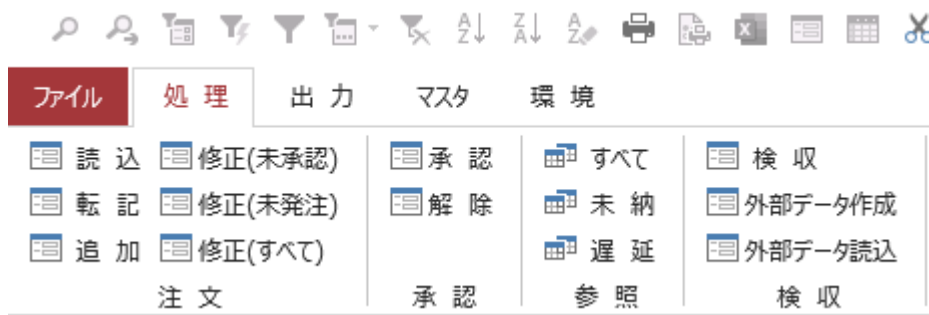 ファイル 処 理 出 力 マスタ 環 境
読 込 修正(未承認) 承 認 すべて 検 収
転 記 修正(未発注) 解 除 未 納 外部データ作成
追 加 修正(すべて) 遅 延 外部データ読込
注 文 承 認 参 照 検 収